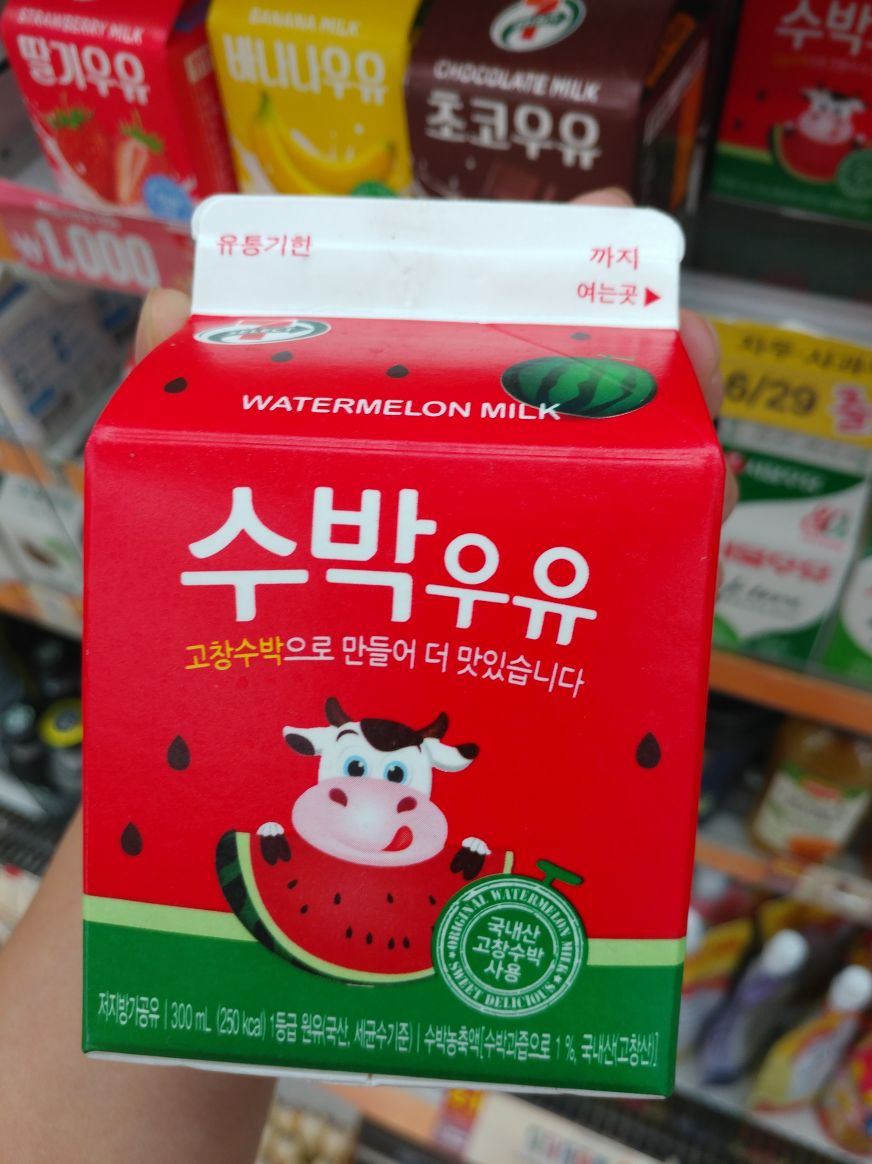 STRAWBERRY MILK
딸기우유
BANANA MILK
바나나우유
CHOCOLATE MILK
초코우유
수박
₩1,000
유통기한
까지
여는곳▶
7
WATERMELON MILK
수박우유
고창수박으로 만들어 더 맛있습니다
ORIGINAL WATERMELON MILK
국내산
고창수박
사용
SWEET DELICIOUS
저지방가공유 | 300 mL (250 kcal) 1등급 원유(국산, 세균수기준) | 수박농축액[수박과즙으로 1 %, 국내산(고창산)]
자두·사과
6/29